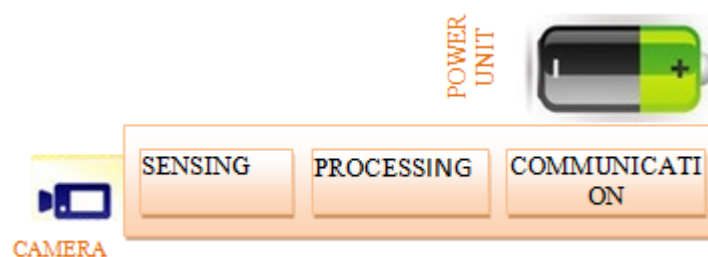 POWER
UNIT
SENSING
PROCESSING
COMMUNICATI
ON
CAMERA